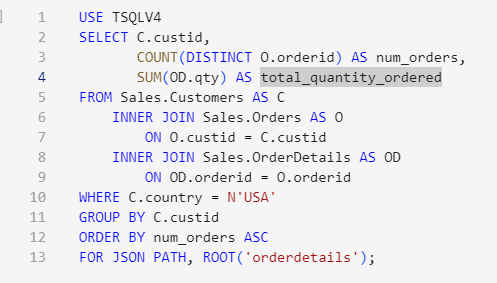 1 USE TSQLV4
2 SELECT C.custid,
3 COUNT(DISTINCT O.orderid) AS num_orders,
4 SUM(OD.qty) AS total_quantity_ordered
5 FROM Sales.Customers AS C
6 INNER JOIN Sales.Orders AS O
7 ON O.custid = C.custid
8 INNER JOIN Sales.OrderDetails AS OD
9 ON OD.orderid = O.orderid
10 WHERE C.country = N'USA'
11 GROUP BY C.custid
12 ORDER BY num_orders ASC
13 FOR JSON PATH, ROOT('orderdetails');